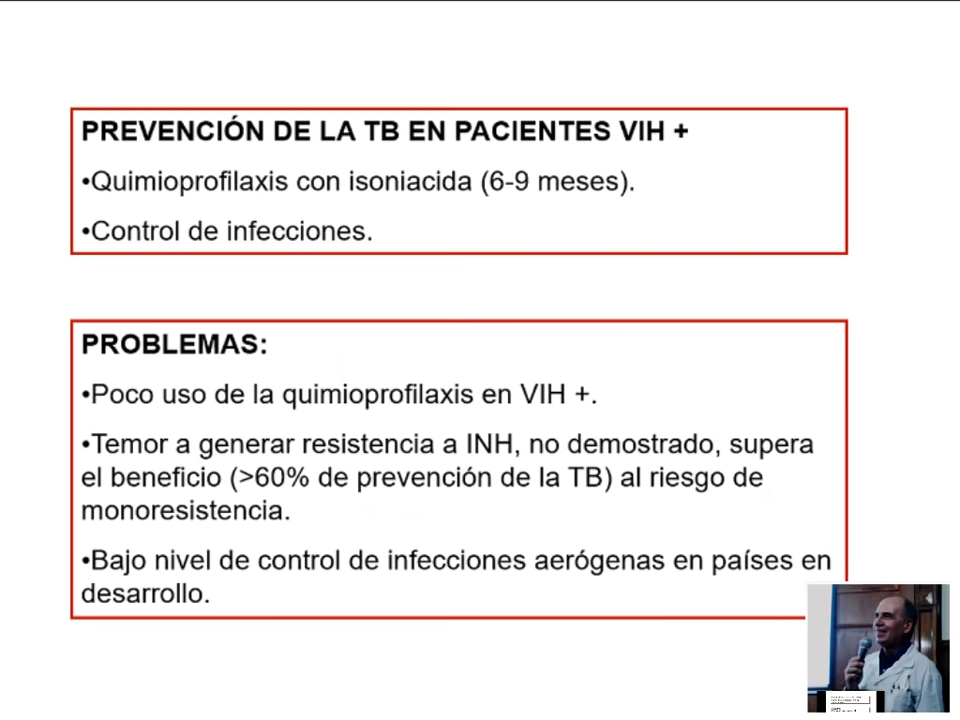 PREVENCIÓN DE LA TB EN PACIENTES VIH +
•Quimioprofilaxis con isoniacida (6-9 meses).
•Control de infecciones.
PROBLEMAS:
•Poco uso de la quimioprofilaxis en VIH +.
•Temor a generar resistencia a INH, no demostrado, supera
el beneficio (>60% de prevención de la TB) al riesgo de
monoresistencia.
•Bajo nivel de control de infecciones aerógenas en países en
desarrollo.